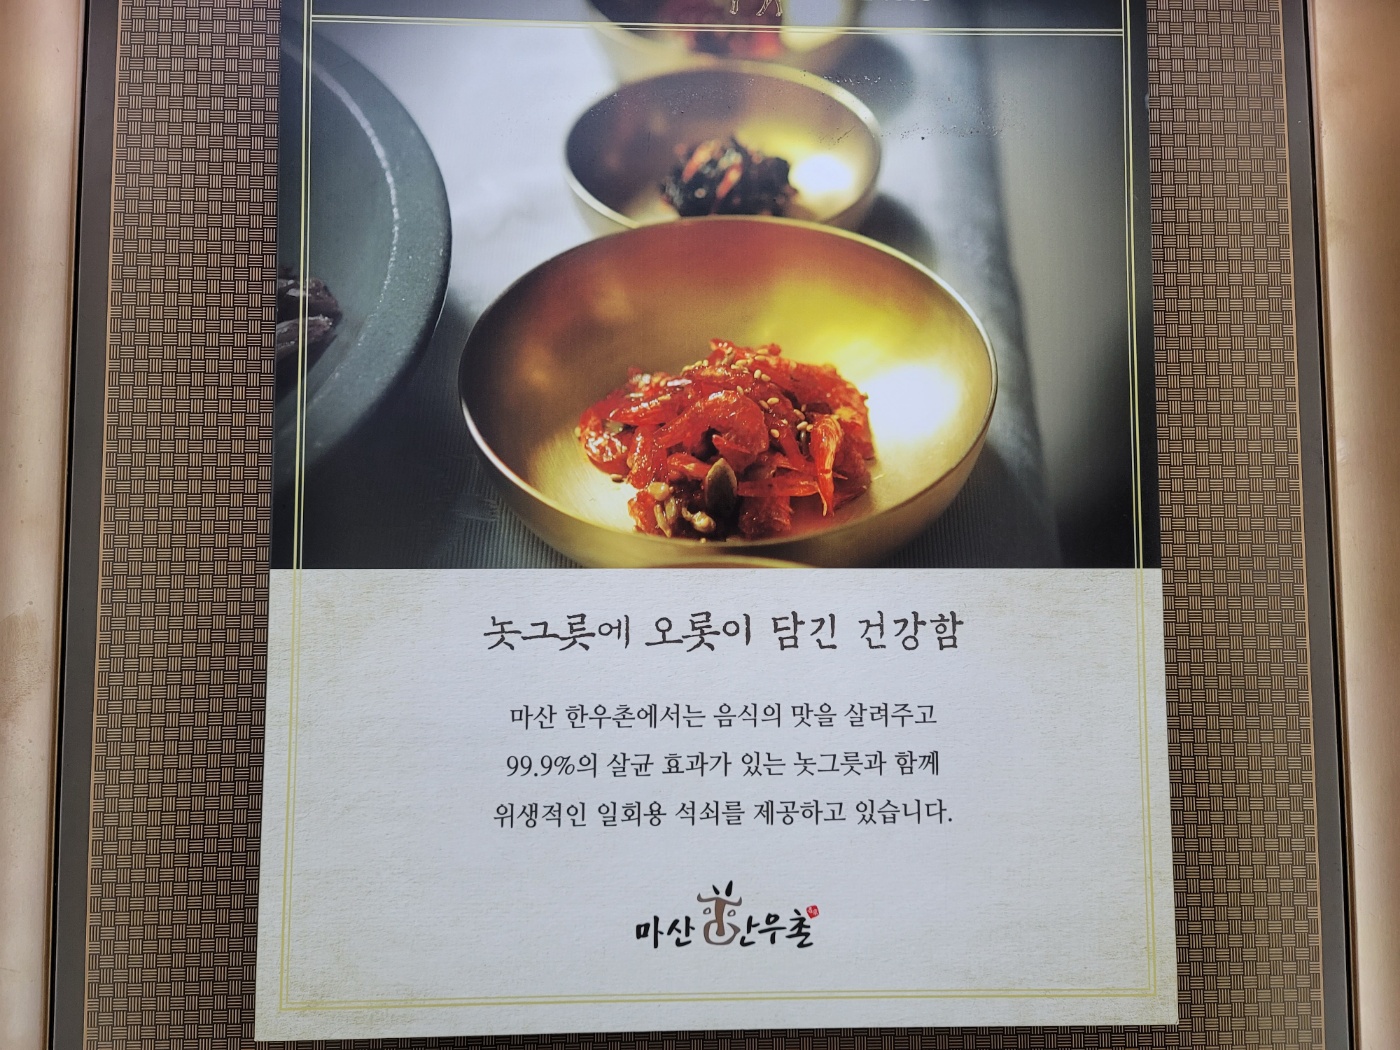 놋그릇에 오롯이 담긴 건강함
마산 한우촌에서는 음식의 맛을 살려주고
99.9%의 살균 효과가 있는 놋그릇과 함께
위생적인 일회용 석쇠를 제공하고 있습니다.
마산 한우촌